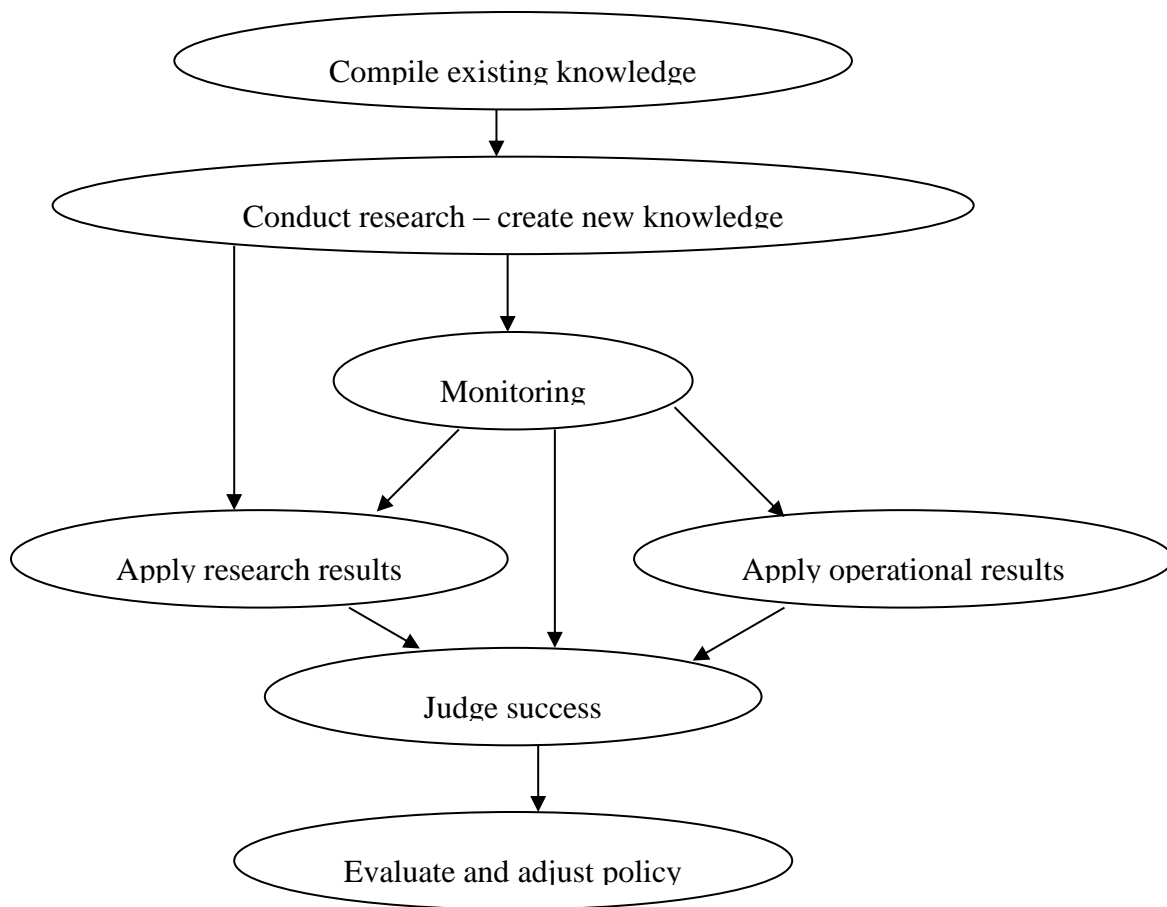 Compile existing knowledge
Conduct research – create new knowledge
Monitoring
Apply research results
Apply operational results
Judge success
Evaluate and adjust policy